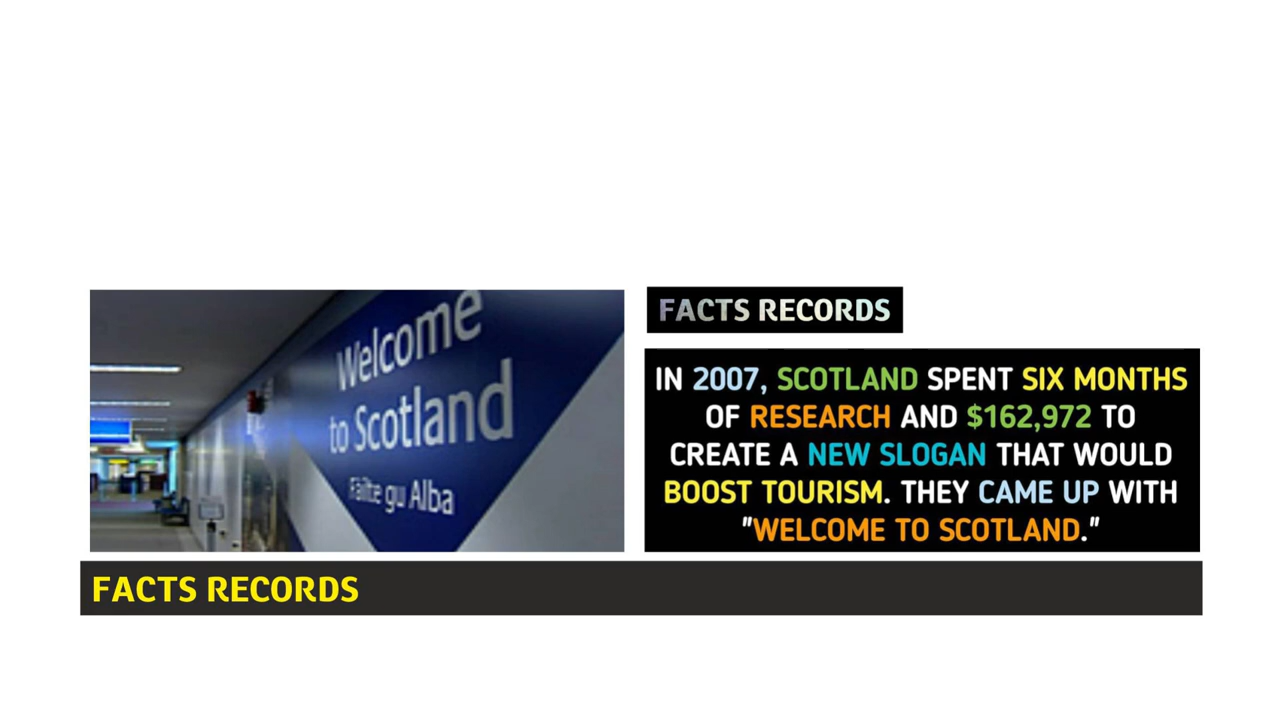 Welcome
to Scotland
Fàilte gu Alba
FACTS RECORDS
IN 2007, SCOTLAND SPENT SIX MONTHS
OF RESEARCH AND $162,972 TO
CREATE A NEW SLOGAN THAT WOULD
BOOST TOURISM. THEY CAME UP WITH
"WELCOME TO SCOTLAND."
FACTS RECORDS